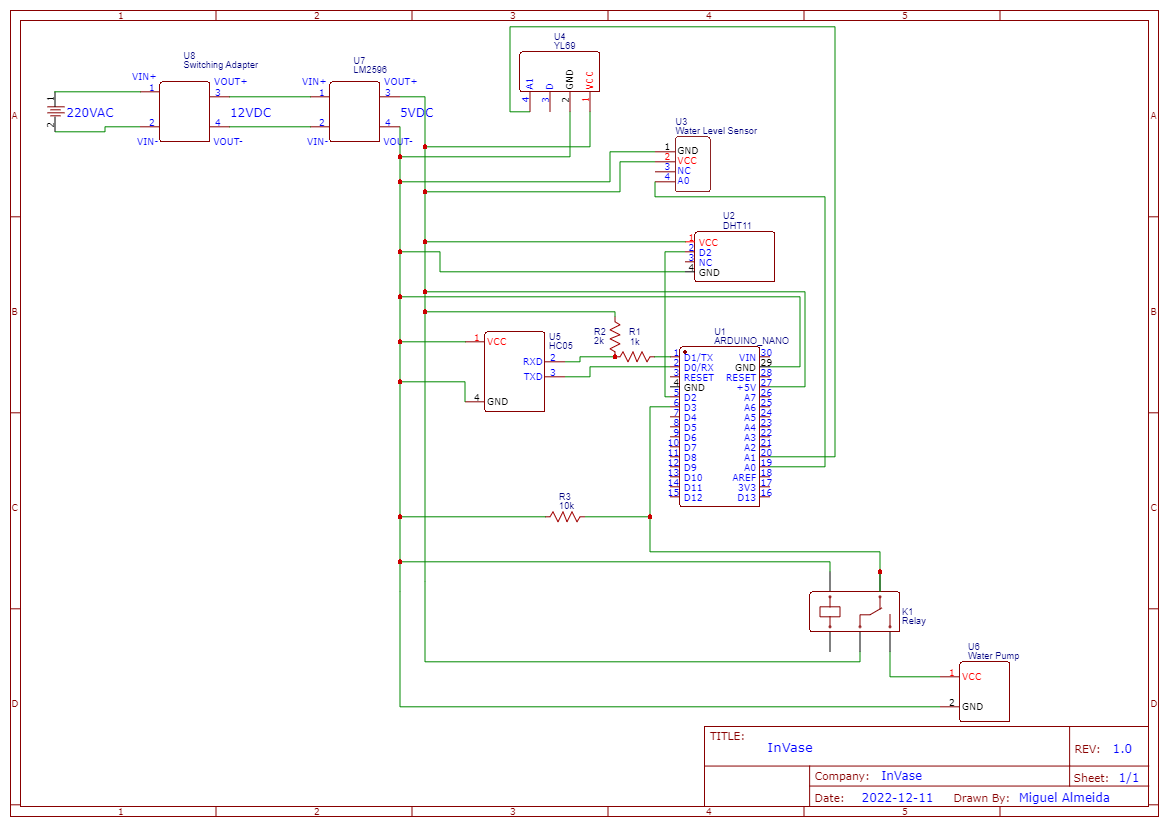 1 2 3 4 5
A
B
C
D
A
B
C
D
1 2 3 4 5
1
2
220VAC
U8
Switching Adapter
VIN+
1
2
VIN-
VOUT+
3
4
VOUT-
12VDC
U7
LM2596
VIN+
1
2
VIN-
VOUT+
3
4
VOUT-
5VDC
U4
YL69
A1 D GND VCC
4 3 2 1
U3
Water Level Sensor
1 GND
2 VCC
3 NC
4 A0
U2
DHT11
1 VCC
2 D2
3 NC
4 GND
R2
2k
R1
1k
U5
HC05
1 VCC
RXD 2
TXD 3
4 GND
U1
ARDUINO_NANO
1 D1/TX VIN 30
2 D0/RX GND 29
3 RESET RESET 28
4 GND +5V 27
5 D2 A7 26
6 D3 A6 25
7 D4 A5 24
8 D5 A4 23
9 D6 A3 22
10 D7 A2 21
11 D8 A1 20
12 D9 A0 19
13 D10 AREF 18
14 D11 3V3 17
15 D12 D13 16
R3
10k
K1
Relay
U6
Water Pump
1 VCC
2 GND
TITLE:
InVase
REV: 1.0
Company: InVase
Sheet: 1/1
Date: 2022-12-11 Drawn By: Miguel Almeida